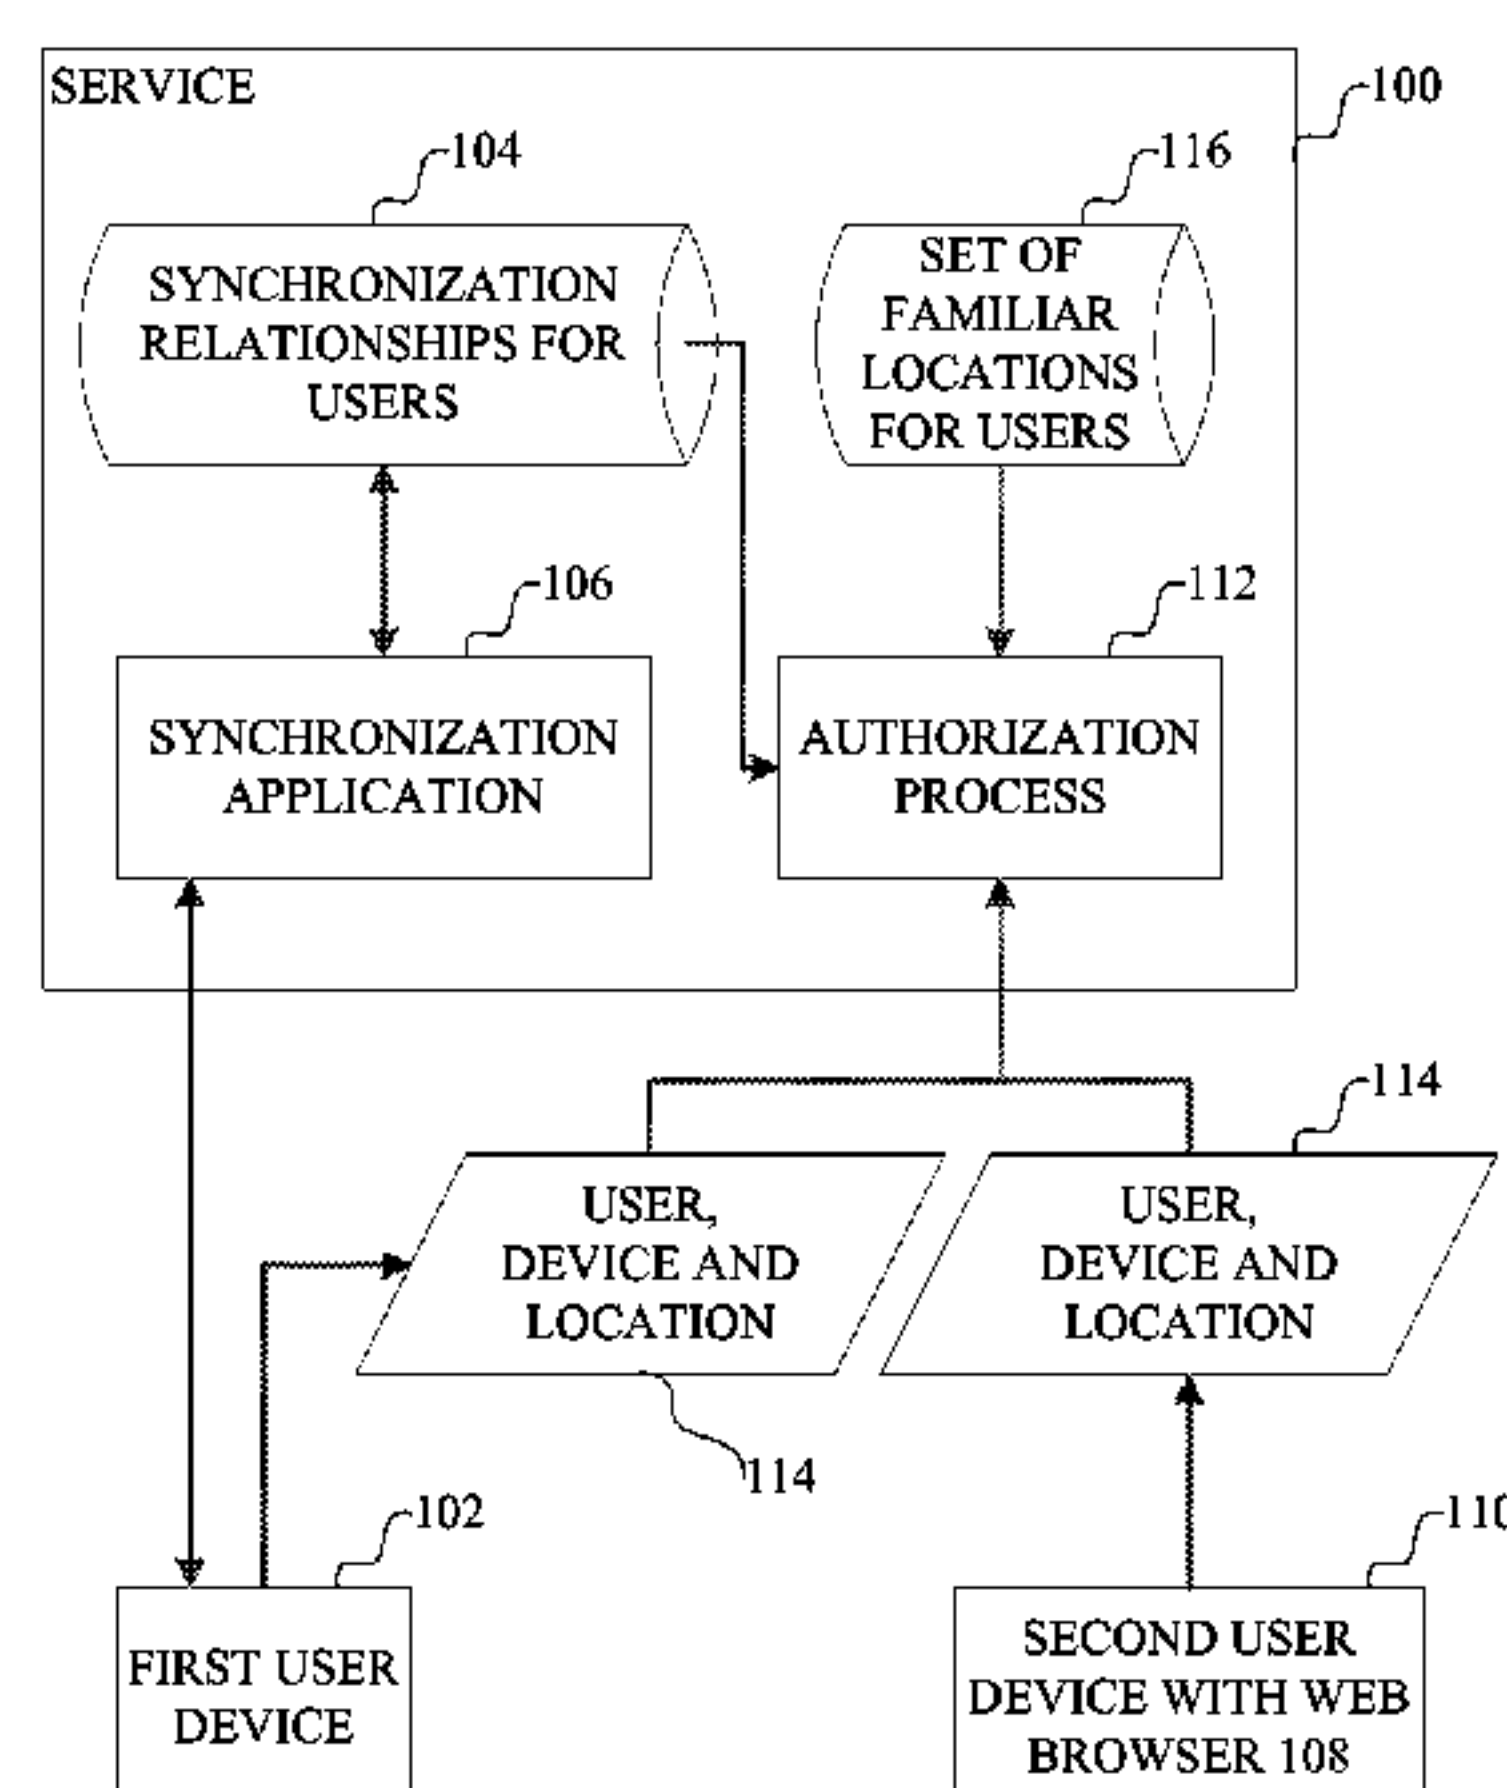 SERVICE
100
104
116
SYNCHRONIZATION
RELATIONSHIPS FOR
USERS
SET OF
FAMILIAR
LOCATIONS
FOR USERS
106
112
SYNCHRONIZATION
APPLICATION
AUTHORIZATION
PROCESS
114
USER,
DEVICE AND
LOCATION
USER,
DEVICE AND
LOCATION
114
102
110
FIRST USER
DEVICE
SECOND USER
DEVICE WITH WEB
BROWSER 108